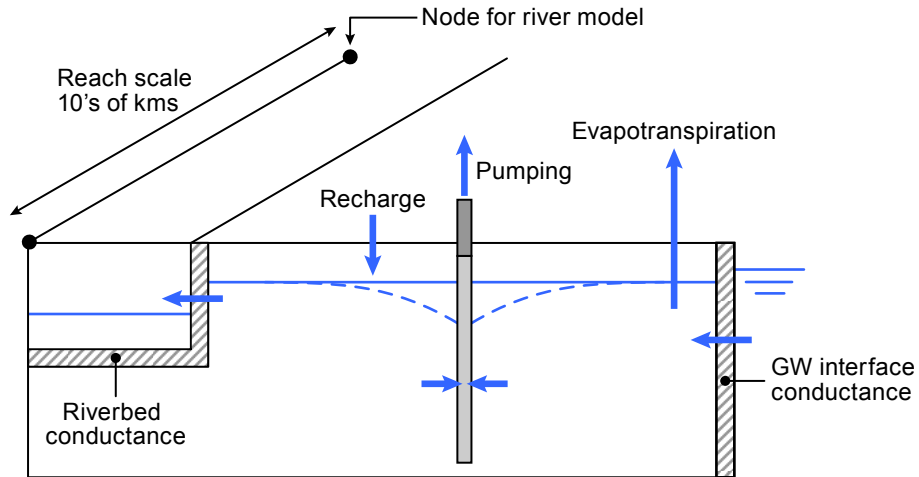 Node for river model
Reach scale
10's of kms
Evapotranspiration
Pumping
Recharge
GW interface
conductance
Riverbed
conductance